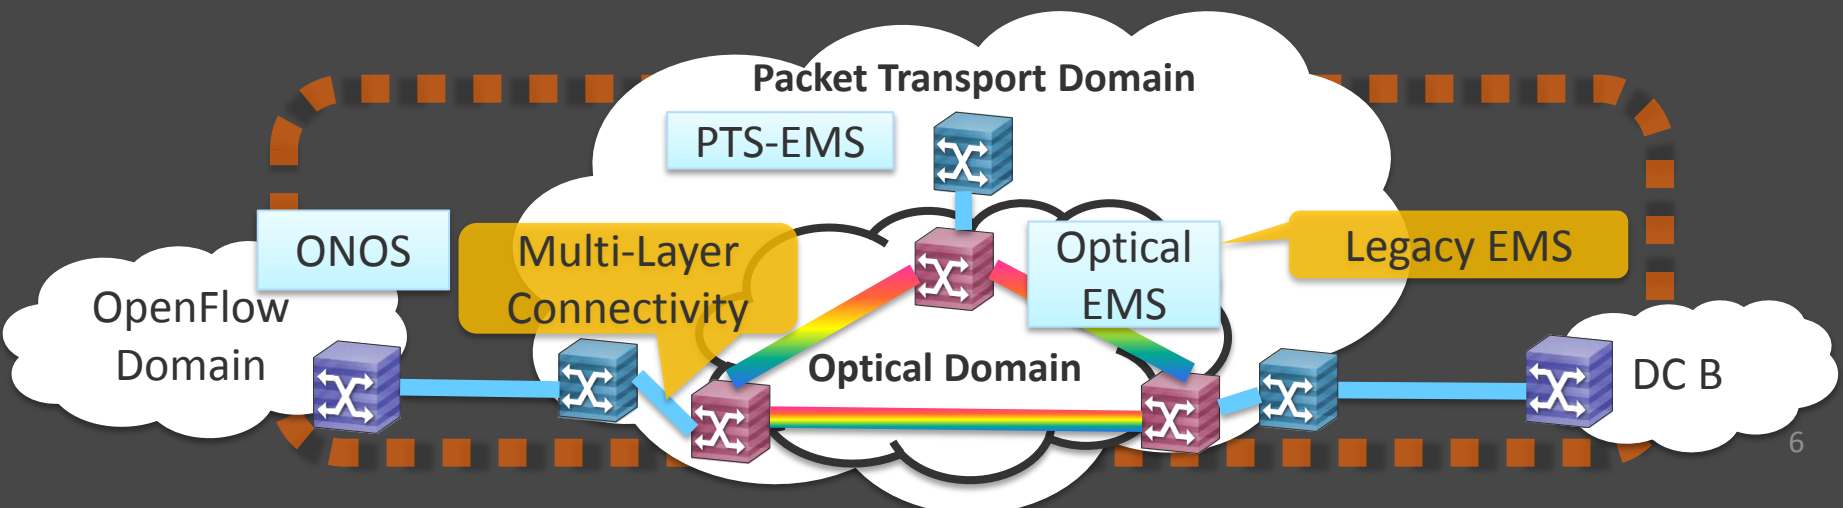 Packet Transport Domain
PTS-EMS
ONOS
Multi-Layer
Connectivity
Optical
EMS
Legacy EMS
OpenFlow
Domain
Optical Domain
DC B
6